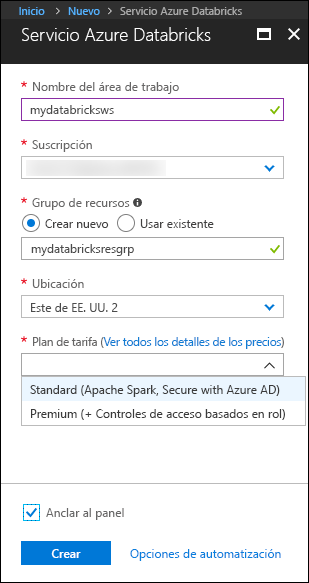 Inicio > Nuevo > Servicio Azure Databricks
Servicio Azure Databricks
* Nombre del área de trabajo
mydatabricksws
* Suscripción
* Grupo de recursos
Crear nuevo Usar existente
mydatabricksresgrp
* Ubicación
Este de EE. UU. 2
* Plan de tarifa (Ver todos los detalles de los precios)
Standard (Apache Spark, Secure with Azure AD)
Premium (+ Controles de acceso basados en rol)
Anclar al panel
Crear Opciones de automatización